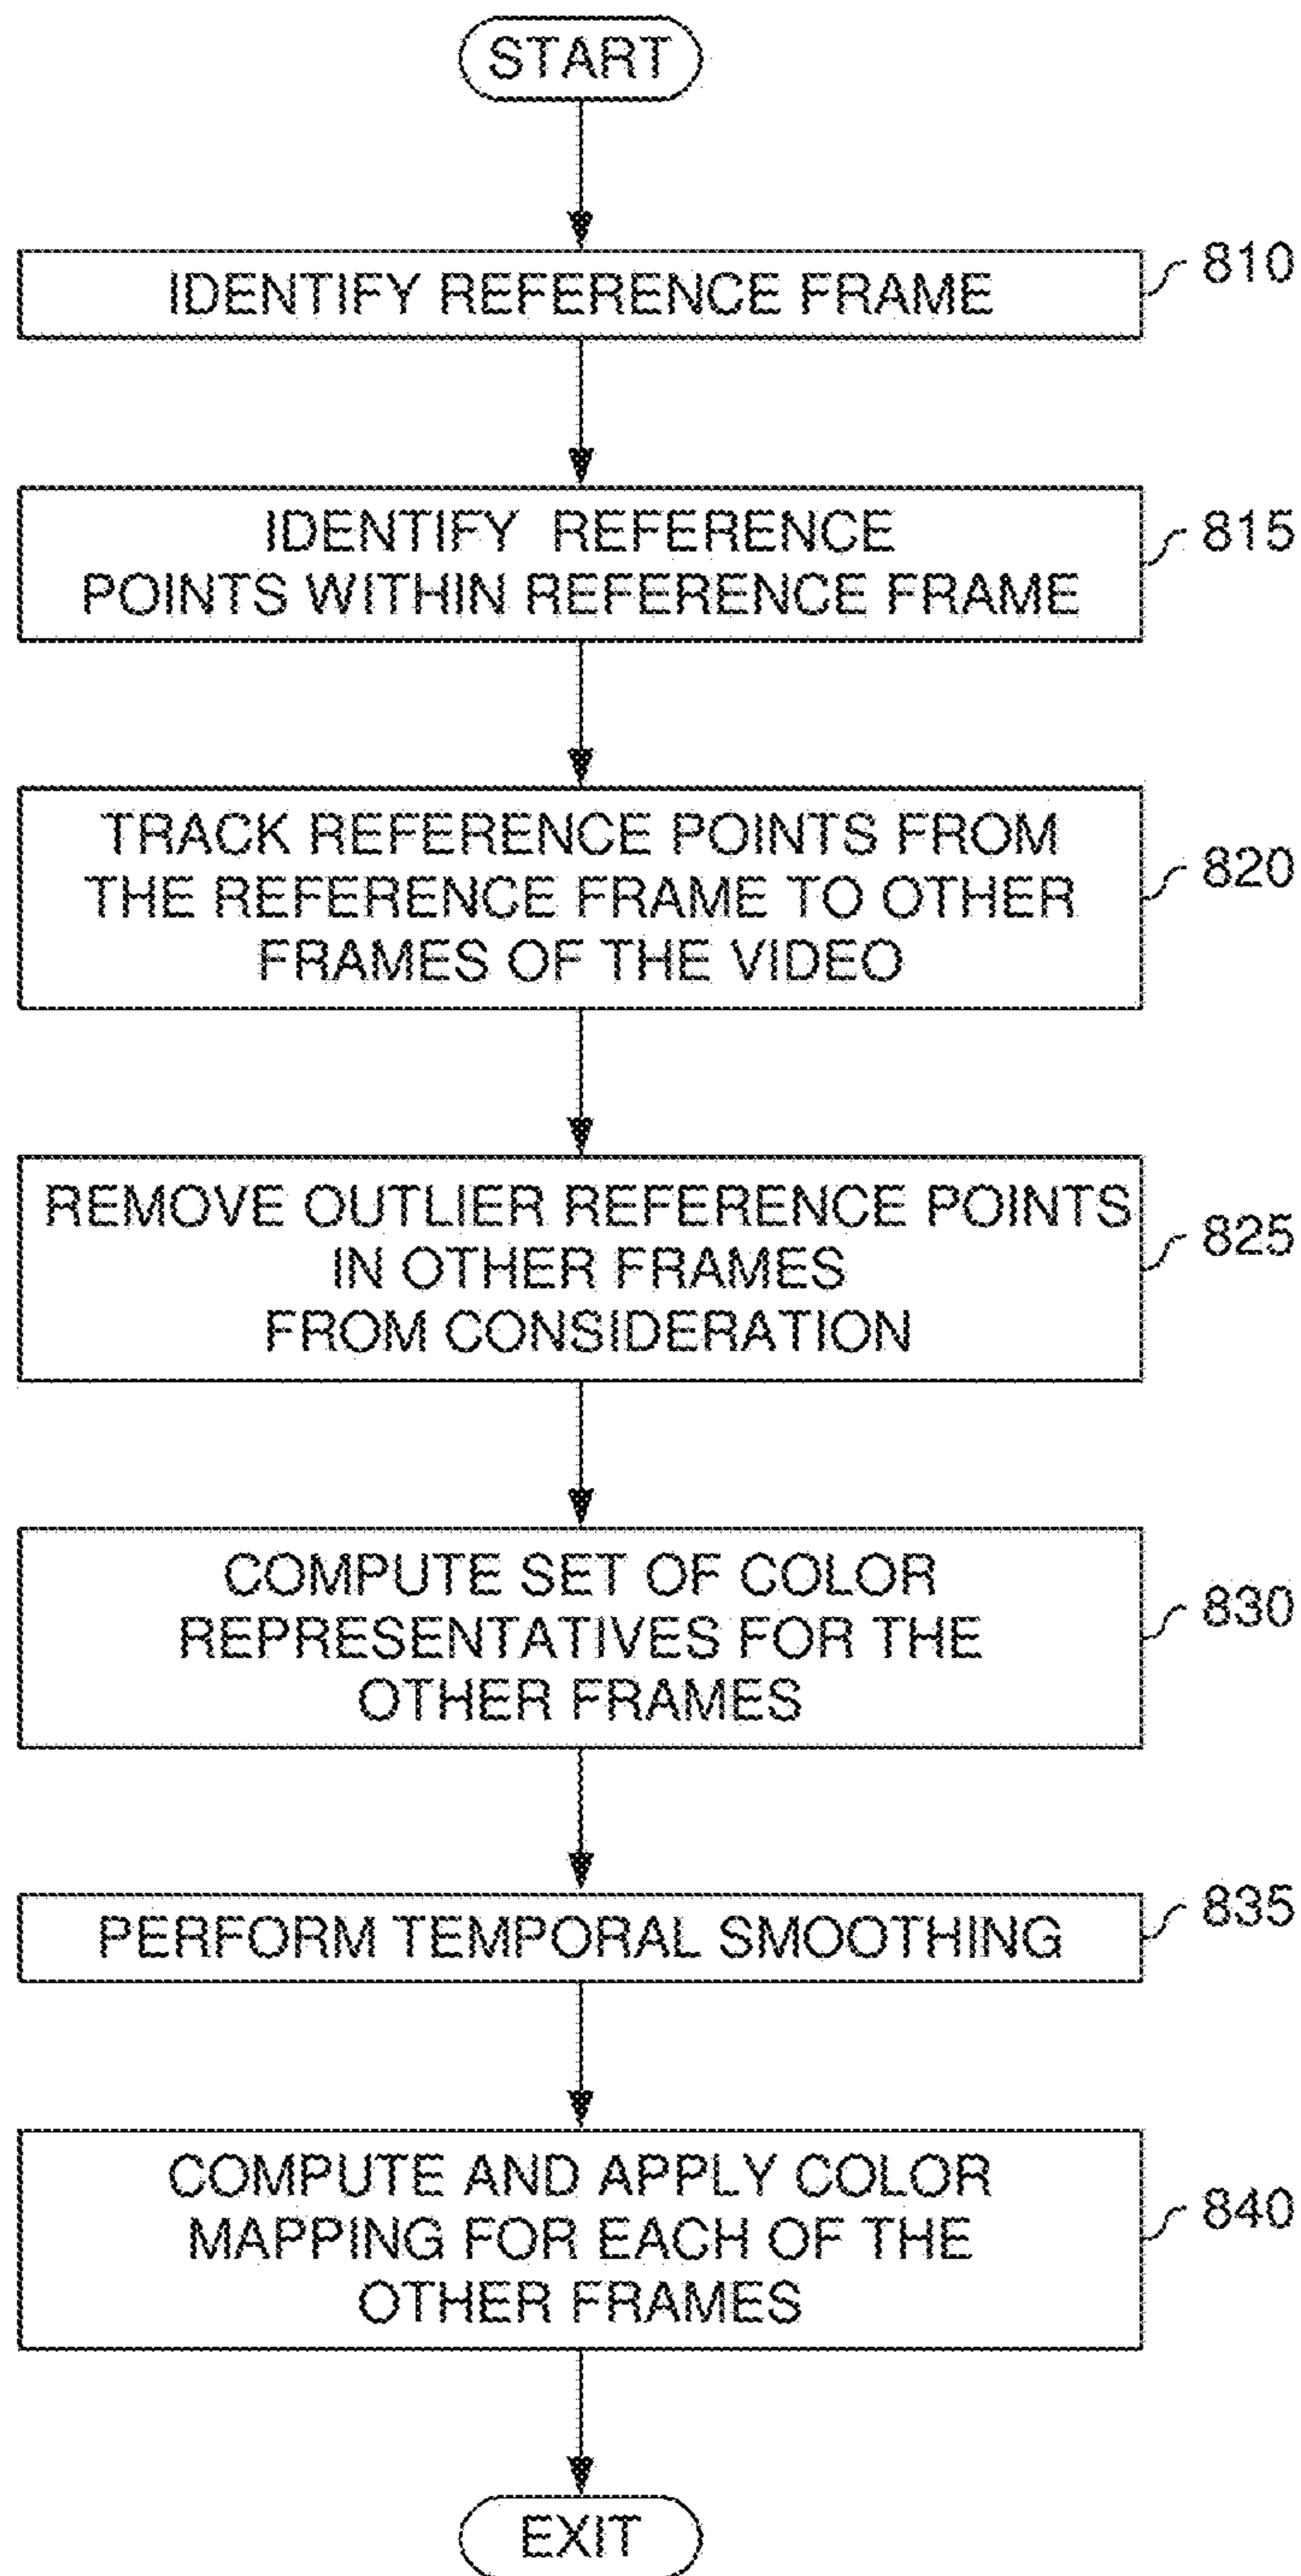 START
IDENTIFY REFERENCE FRAME
810
IDENTIFY REFERENCE
POINTS WITHIN REFERENCE FRAME
815
TRACK REFERENCE POINTS FROM
THE REFERENCE FRAME TO OTHER
FRAMES OF THE VIDEO
820
REMOVE OUTLIER REFERENCE POINTS
IN OTHER FRAMES
FROM CONSIDERATION
825
COMPUTE SET OF COLOR
REPRESENTATIVES FOR THE
OTHER FRAMES
830
PERFORM TEMPORAL SMOOTHING
835
COMPUTE AND APPLY COLOR
MAPPING FOR EACH OF THE
OTHER FRAMES
840
EXIT